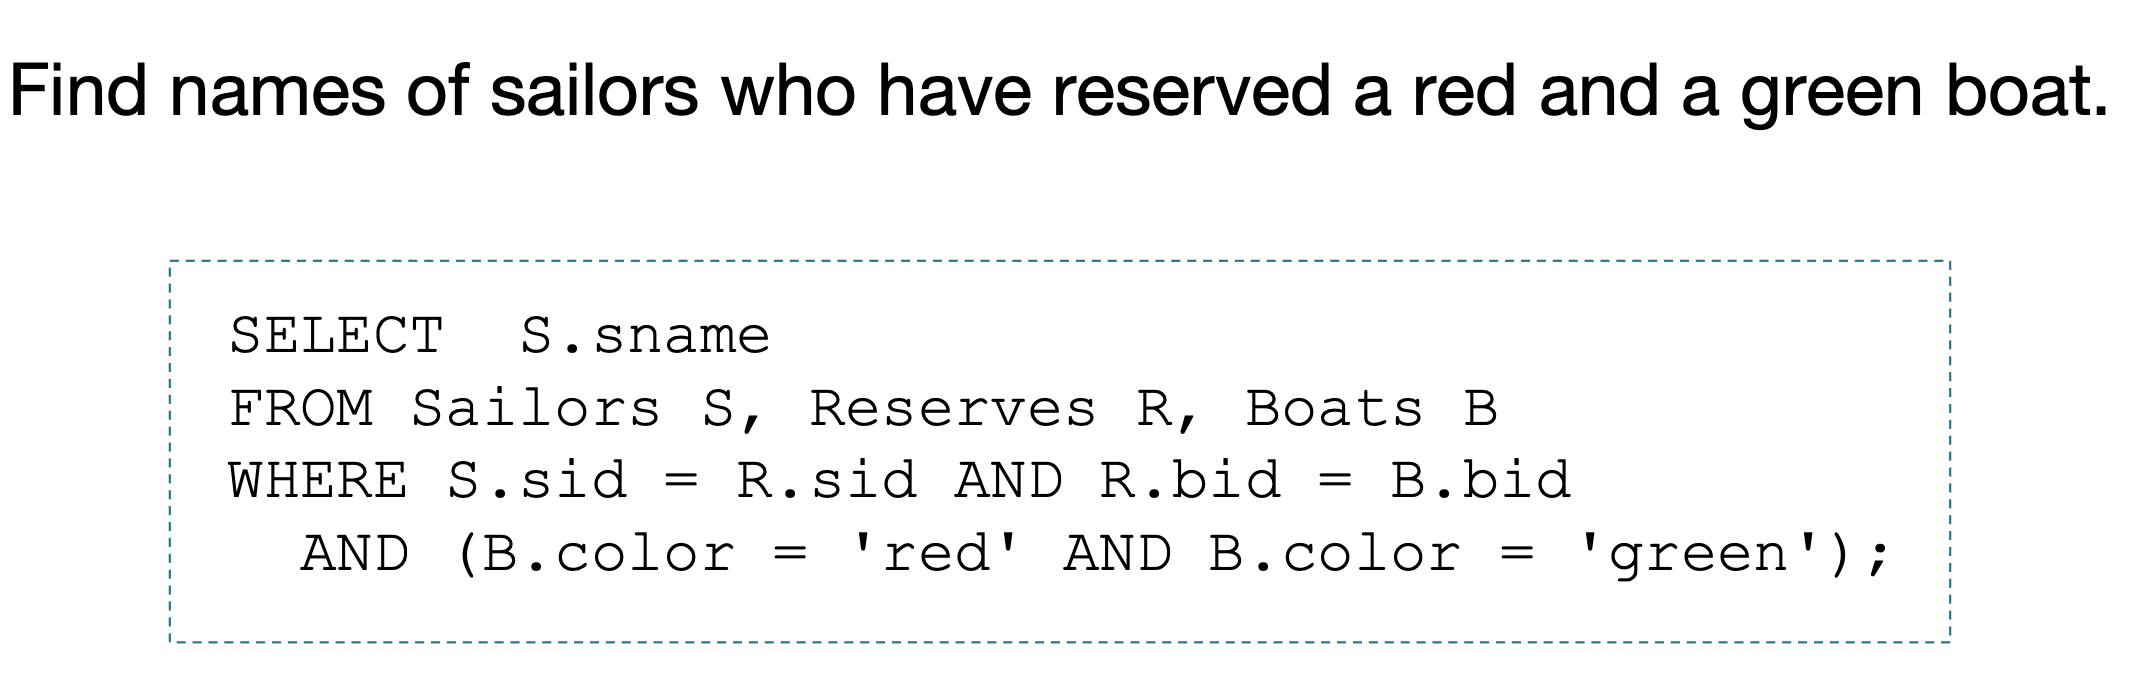 Find names of sailors who have reserved a red and a green boat.
SELECT  S.sname
FROM Sailors S, Reserves R, Boats B
WHERE S.sid = R.sid AND R.bid = B.bid
  AND (B.color = 'red' AND B.color = 'green');